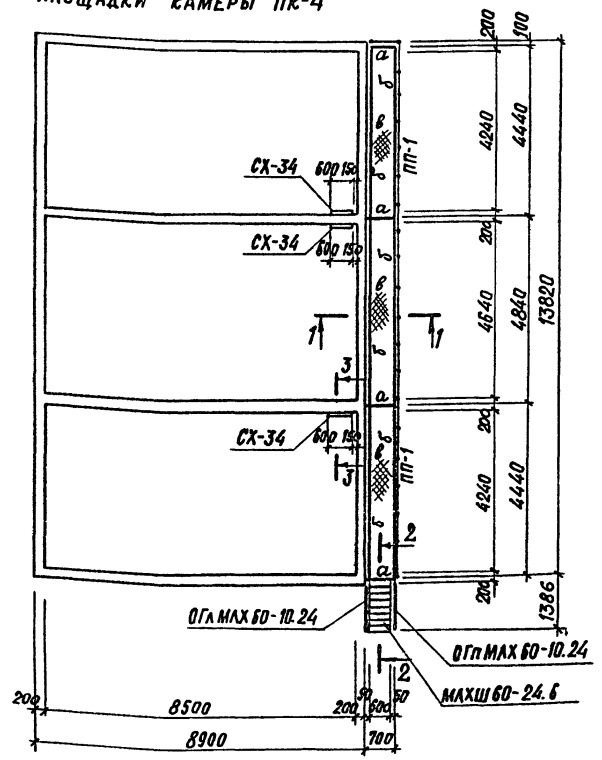 ПЛОЩАДКИ КАМЕРЫ ПК-4
200
100
а
б
в
ПП-1
4240
4440
СХ-34
600 150
б
а
СХ-34
600 150
200
б
в
4640
4840
13820
1
1
б
3
а
200
СХ-34
600 150
б
в
ПП-1
3
4240
4440
б
2
а
200
1386
ОГл МАХ 60-10.24
ОГп МАХ 60-10.24
2
МАХШ 60-24.6
200
8500
200
50
600
50
8900
700